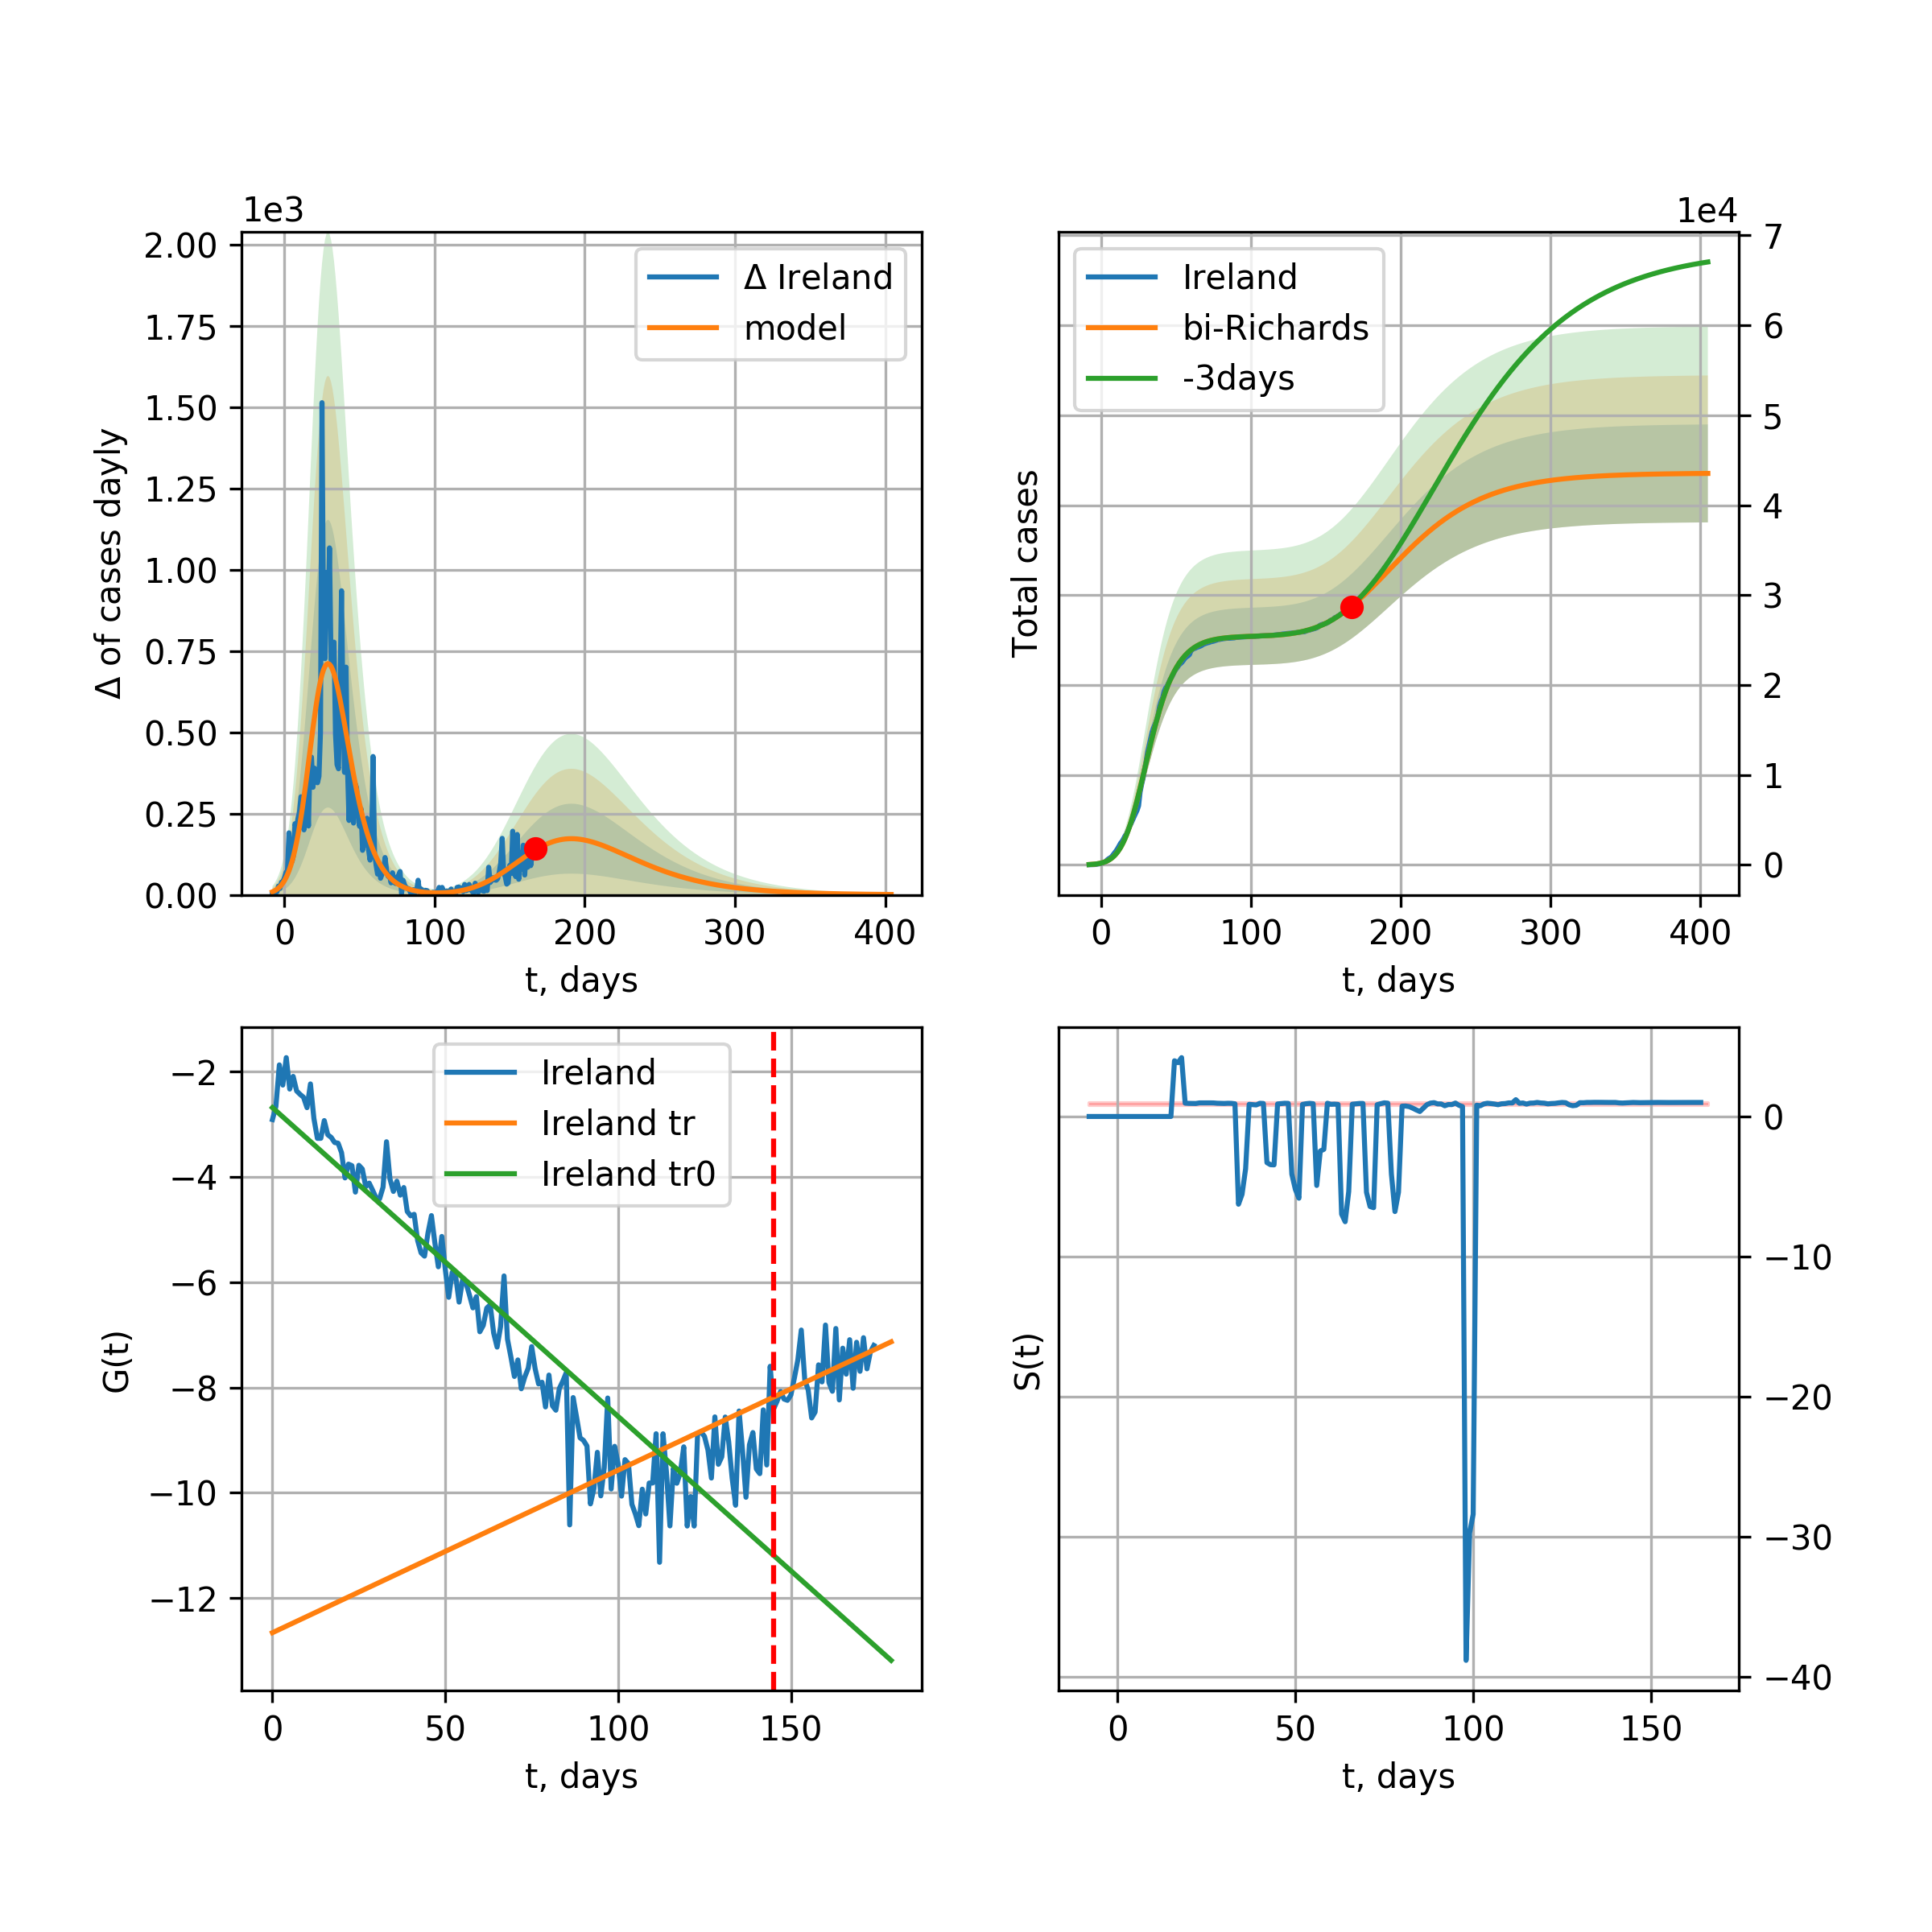 1e3
2.00
1.75
1.50
1.25
1.00
0.75
0.50
0.25
0.00
Δ of cases dayly
Δ Ireland
model
0 100 200 300 400
t, days
1e4
7
6
5
4
3
2
1
0
Total cases
Ireland
bi-Richards
-3days
0 100 200 300 400
t, days
−2
−4
−6
−8
−10
−12
G(t)
Ireland
Ireland tr
Ireland tr0
0 50 100 150
t, days
0
−10
−20
−30
−40
S(t)
0 50 100 150
t, days